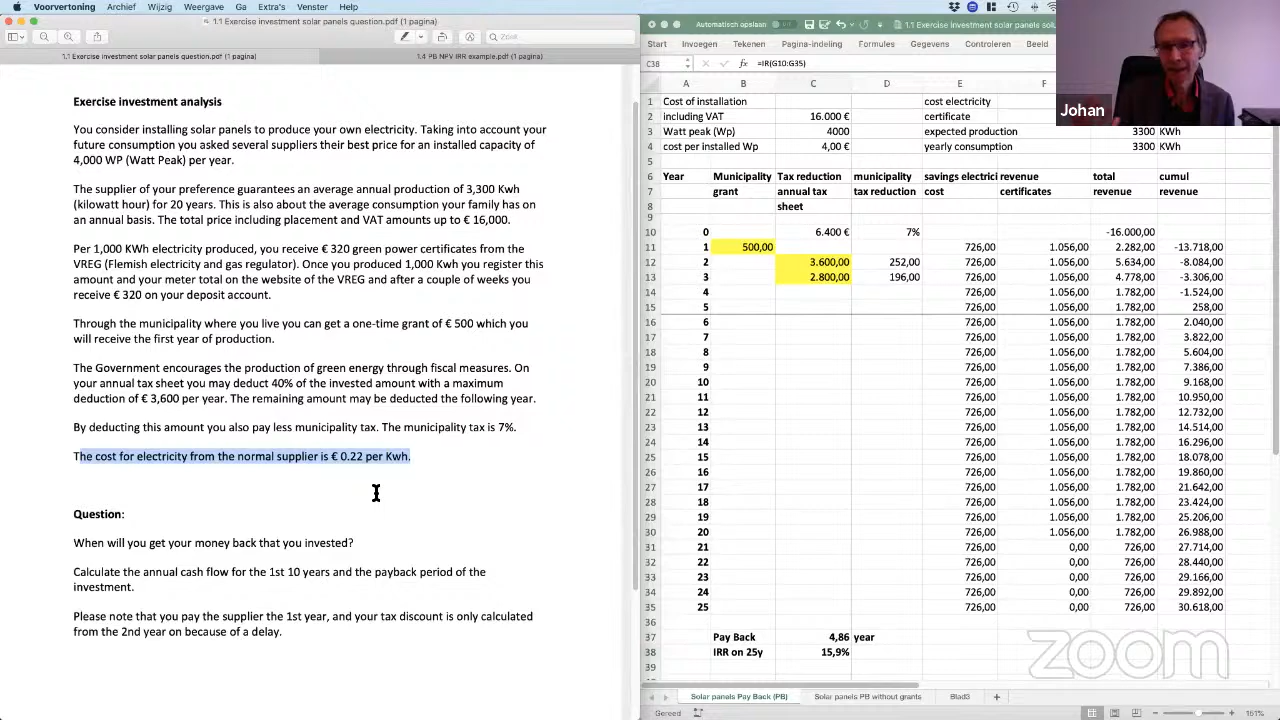 Voorvertoning Archief Wijzig Weergave Ga Extra's Venster Help
1.1 Exercise investment solar panels question.pdf (1 pagina)
Zoek
1.1 Exercise investment solar panels question.pdf (1 pagina)
1.4 PB NPV IRR example.pdf (1 pagina)
Exercise investment analysis
You consider installing solar panels to produce your own electricity. Taking into account your
future consumption you asked several suppliers their best price for an installed capacity of
4,000 WP (Watt Peak) per year.
The supplier of your preference guarantees an average annual production of 3,300 Kwh
(kilowatt hour) for 20 years. This is also about the average consumption your family has on
an annual basis. The total price including placement and VAT amounts up to € 16,000.
Per 1,000 KWh electricity produced, you receive € 320 green power certificates from the
VREG (Flemish electricity and gas regulator). Once you produced 1,000 Kwh you register this
amount and your meter total on the website of the VREG and after a couple of weeks you
receive € 320 on your deposit account.
Through the municipality where you live you can get a one-time grant of € 500 which you
will receive the first year of production.
The Government encourages the production of green energy through fiscal measures. On
your annual tax sheet you may deduct 40% of the invested amount with a maximum
deduction of € 3,600 per year. The remaining amount may be deducted the following year.
By deducting this amount you also pay less municipality tax. The municipality tax is 7%.
The cost for electricity from the normal supplier is € 0.22 per Kwh.
Question:
When will you get your money back that you invested?
Calculate the annual cash flow for the 1st 10 years and the payback period of the
investment.
Please note that you pay the supplier the 1st year, and your tax discount is only calculated
from the 2nd year on because of a delay.
Automatisch opslaan 1.1 Exercise investment solar panels sol
Start Invoegen Tekenen Pagina-indeling Formules Gegevens Controleren Beeld
C38 fx =IR(G10:G35)
A B C D E F
1 Cost of installation cost electricity
2 including VAT 16.000 € certificate
3 Watt peak (Wp) 4000 expected production 3300 KWh
4 cost per installed Wp 4,00 € yearly consumption 3300 KWh
5
6 Year Municipality Tax reduction municipality savings electrici revenue total cumul
7 grant annual tax tax reduction cost certificates revenue revenue
8 sheet
9
10 0 6.400 € 7% -16.000,00
11 1 500,00 726,00 1.056,00 2.282,00 -13.718,00
12 2 3.600,00 252,00 726,00 1.056,00 5.634,00 -8.084,00
13 3 2.800,00 196,00 726,00 1.056,00 4.778,00 -3.306,00
14 4 726,00 1.056,00 1.782,00 -1.524,00
15 5 726,00 1.056,00 1.782,00 258,00
16 6 726,00 1.056,00 1.782,00 2.040,00
17 7 726,00 1.056,00 1.782,00 3.822,00
18 8 726,00 1.056,00 1.782,00 5.604,00
19 9 726,00 1.056,00 1.782,00 7.386,00
20 10 726,00 1.056,00 1.782,00 9.168,00
21 11 726,00 1.056,00 1.782,00 10.950,00
22 12 726,00 1.056,00 1.782,00 12.732,00
23 13 726,00 1.056,00 1.782,00 14.514,00
24 14 726,00 1.056,00 1.782,00 16.296,00
25 15 726,00 1.056,00 1.782,00 18.078,00
26 16 726,00 1.056,00 1.782,00 19.860,00
27 17 726,00 1.056,00 1.782,00 21.642,00
28 18 726,00 1.056,00 1.782,00 23.424,00
29 19 726,00 1.056,00 1.782,00 25.206,00
30 20 726,00 1.056,00 1.782,00 26.988,00
31 21 726,00 0,00 726,00 27.714,00
32 22 726,00 0,00 726,00 28.440,00
33 23 726,00 0,00 726,00 29.166,00
34 24 726,00 0,00 726,00 29.892,00
35 25 726,00 0,00 726,00 30.618,00
36
37 Pay Back 4,86 year
38 IRR on 25y 15,9%
39
Solar panels Pay Back (PB) Solar panels PB without grants Blad3
Gereed 161%
Johan
zoom